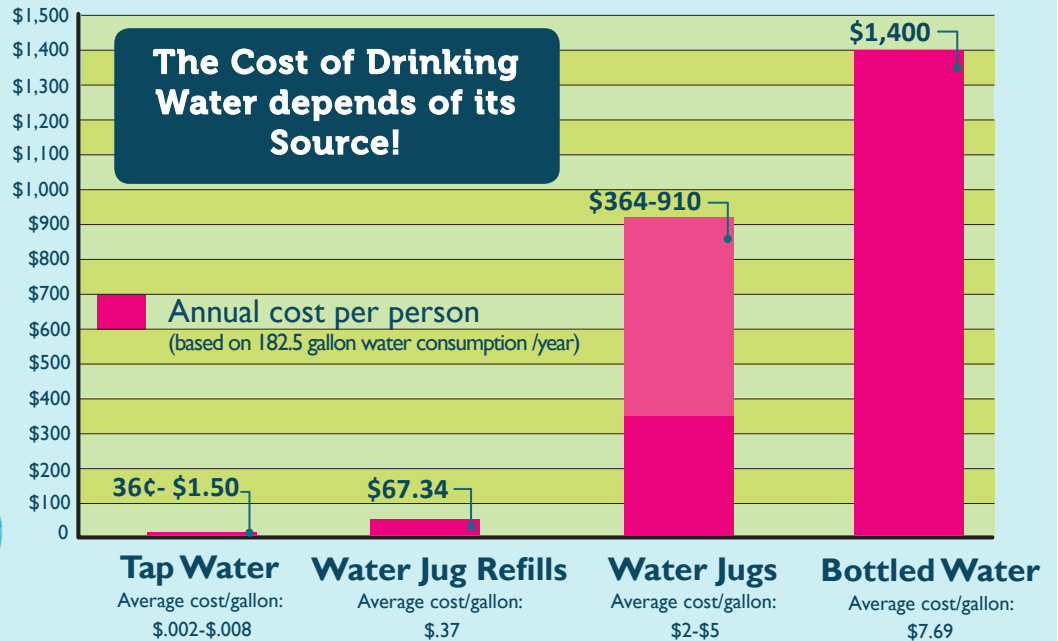 The Cost of Drinking
Water depends of its
Source!
$1,500
$1,400
$1,300
$1,200
$1,100
$1,000
$900
$800
$700
$600
$500
$400
$300
$200
$100
0
Annual cost per person
(based on 182.5 gallon water consumption /year)
36¢- $1.50
$67.34
$364-910
$1,400
Tap Water
Average cost/gallon:
$.002-$.008
Water Jug Refills
Average cost/gallon:
$.37
Water Jugs
Average cost/gallon:
$2-$5
Bottled Water
Average cost/gallon:
$7.69